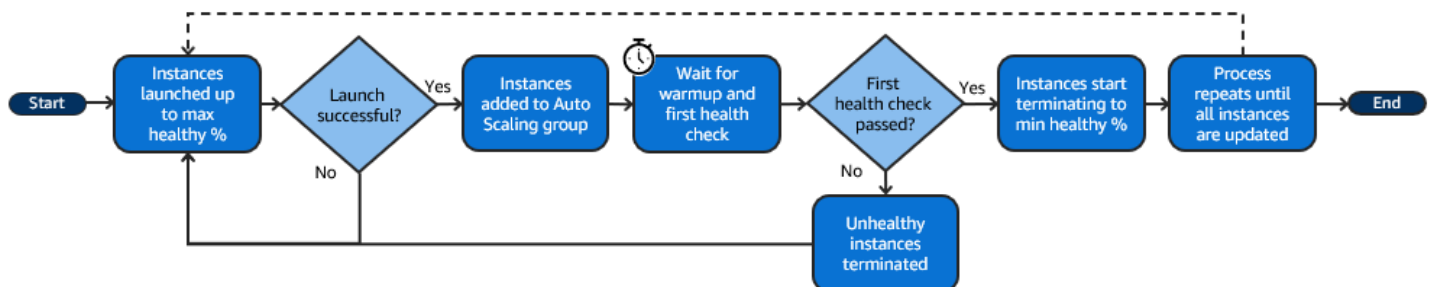 Start
Instances
launched up
to max
healthy %
Launch
successful?
Yes
No
Instances
added to Auto
Scaling group
Wait for
warmup and
first health
check
First
health check
passed?
Yes
No
Unhealthy
instances
terminated
Instances start
terminating to
min healthy %
Process
repeats until
all instances
are updated
End